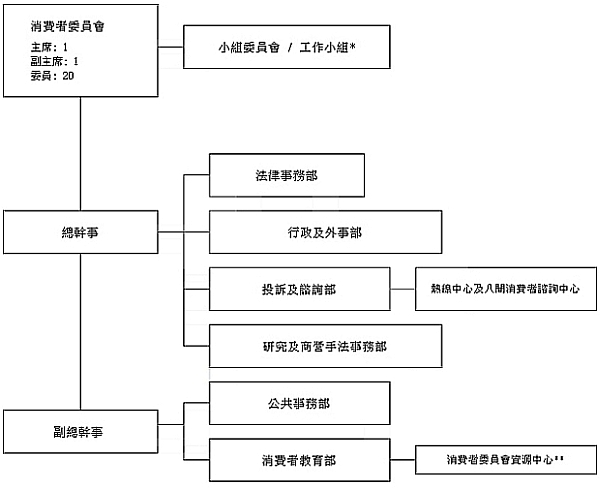 消費者委員會
主席: 1
副主席: 1
委員: 20
小組委員會 / 工作小組*
法律事務部
總幹事
行政及外事部
投訴及諮詢部
熱線中心及八間消費者諮詢中心
研究及商營手法事務部
公共事務部
副總幹事
消費者教育部
消費者委員會資源中心**